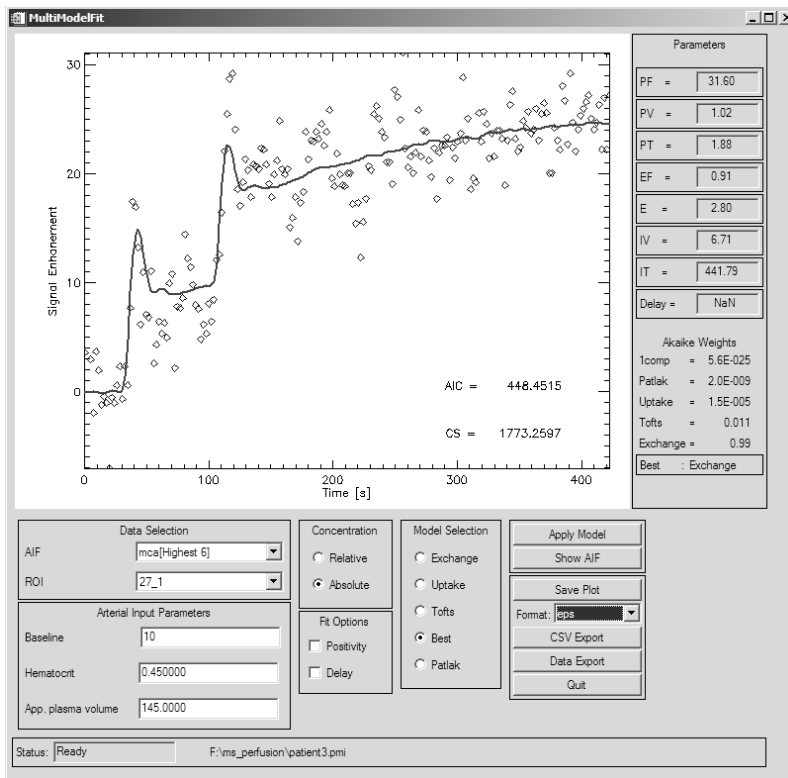 MultiModelFit
30
20
10
0
Signal Enhanement
0 100 200 300 400
Time [s]
AIC = 448.4515
CS = 1773.2597
Parameters
PF = 31.60
PV = 1.02
PT = 1.88
EF = 0.91
E = 2.80
IV = 6.71
IT = 441.79
Delay = NaN
Akaike Weights
1comp = 5.6E-025
Patlak = 2.0E-009
Uptake = 1.5E-005
Tofts = 0.011
Exchange = 0.99
Best : Exchange
Data Selection
AIF mca[Highest 6]
ROI 27_1
Arterial Input Parameters
Baseline 10
Hematocrit 0.450000
App. plasma volume 145.0000
Concentration
Relative
Absolute
Fit Options
Positivity
Delay
Model Selection
Exchange
Uptake
Tofts
Best
Patlak
Apply Model
Show AIF
Save Plot
Format: eps
CSV Export
Data Export
Quit
Status: Ready F:\ms_perfusion\patient3.pmi